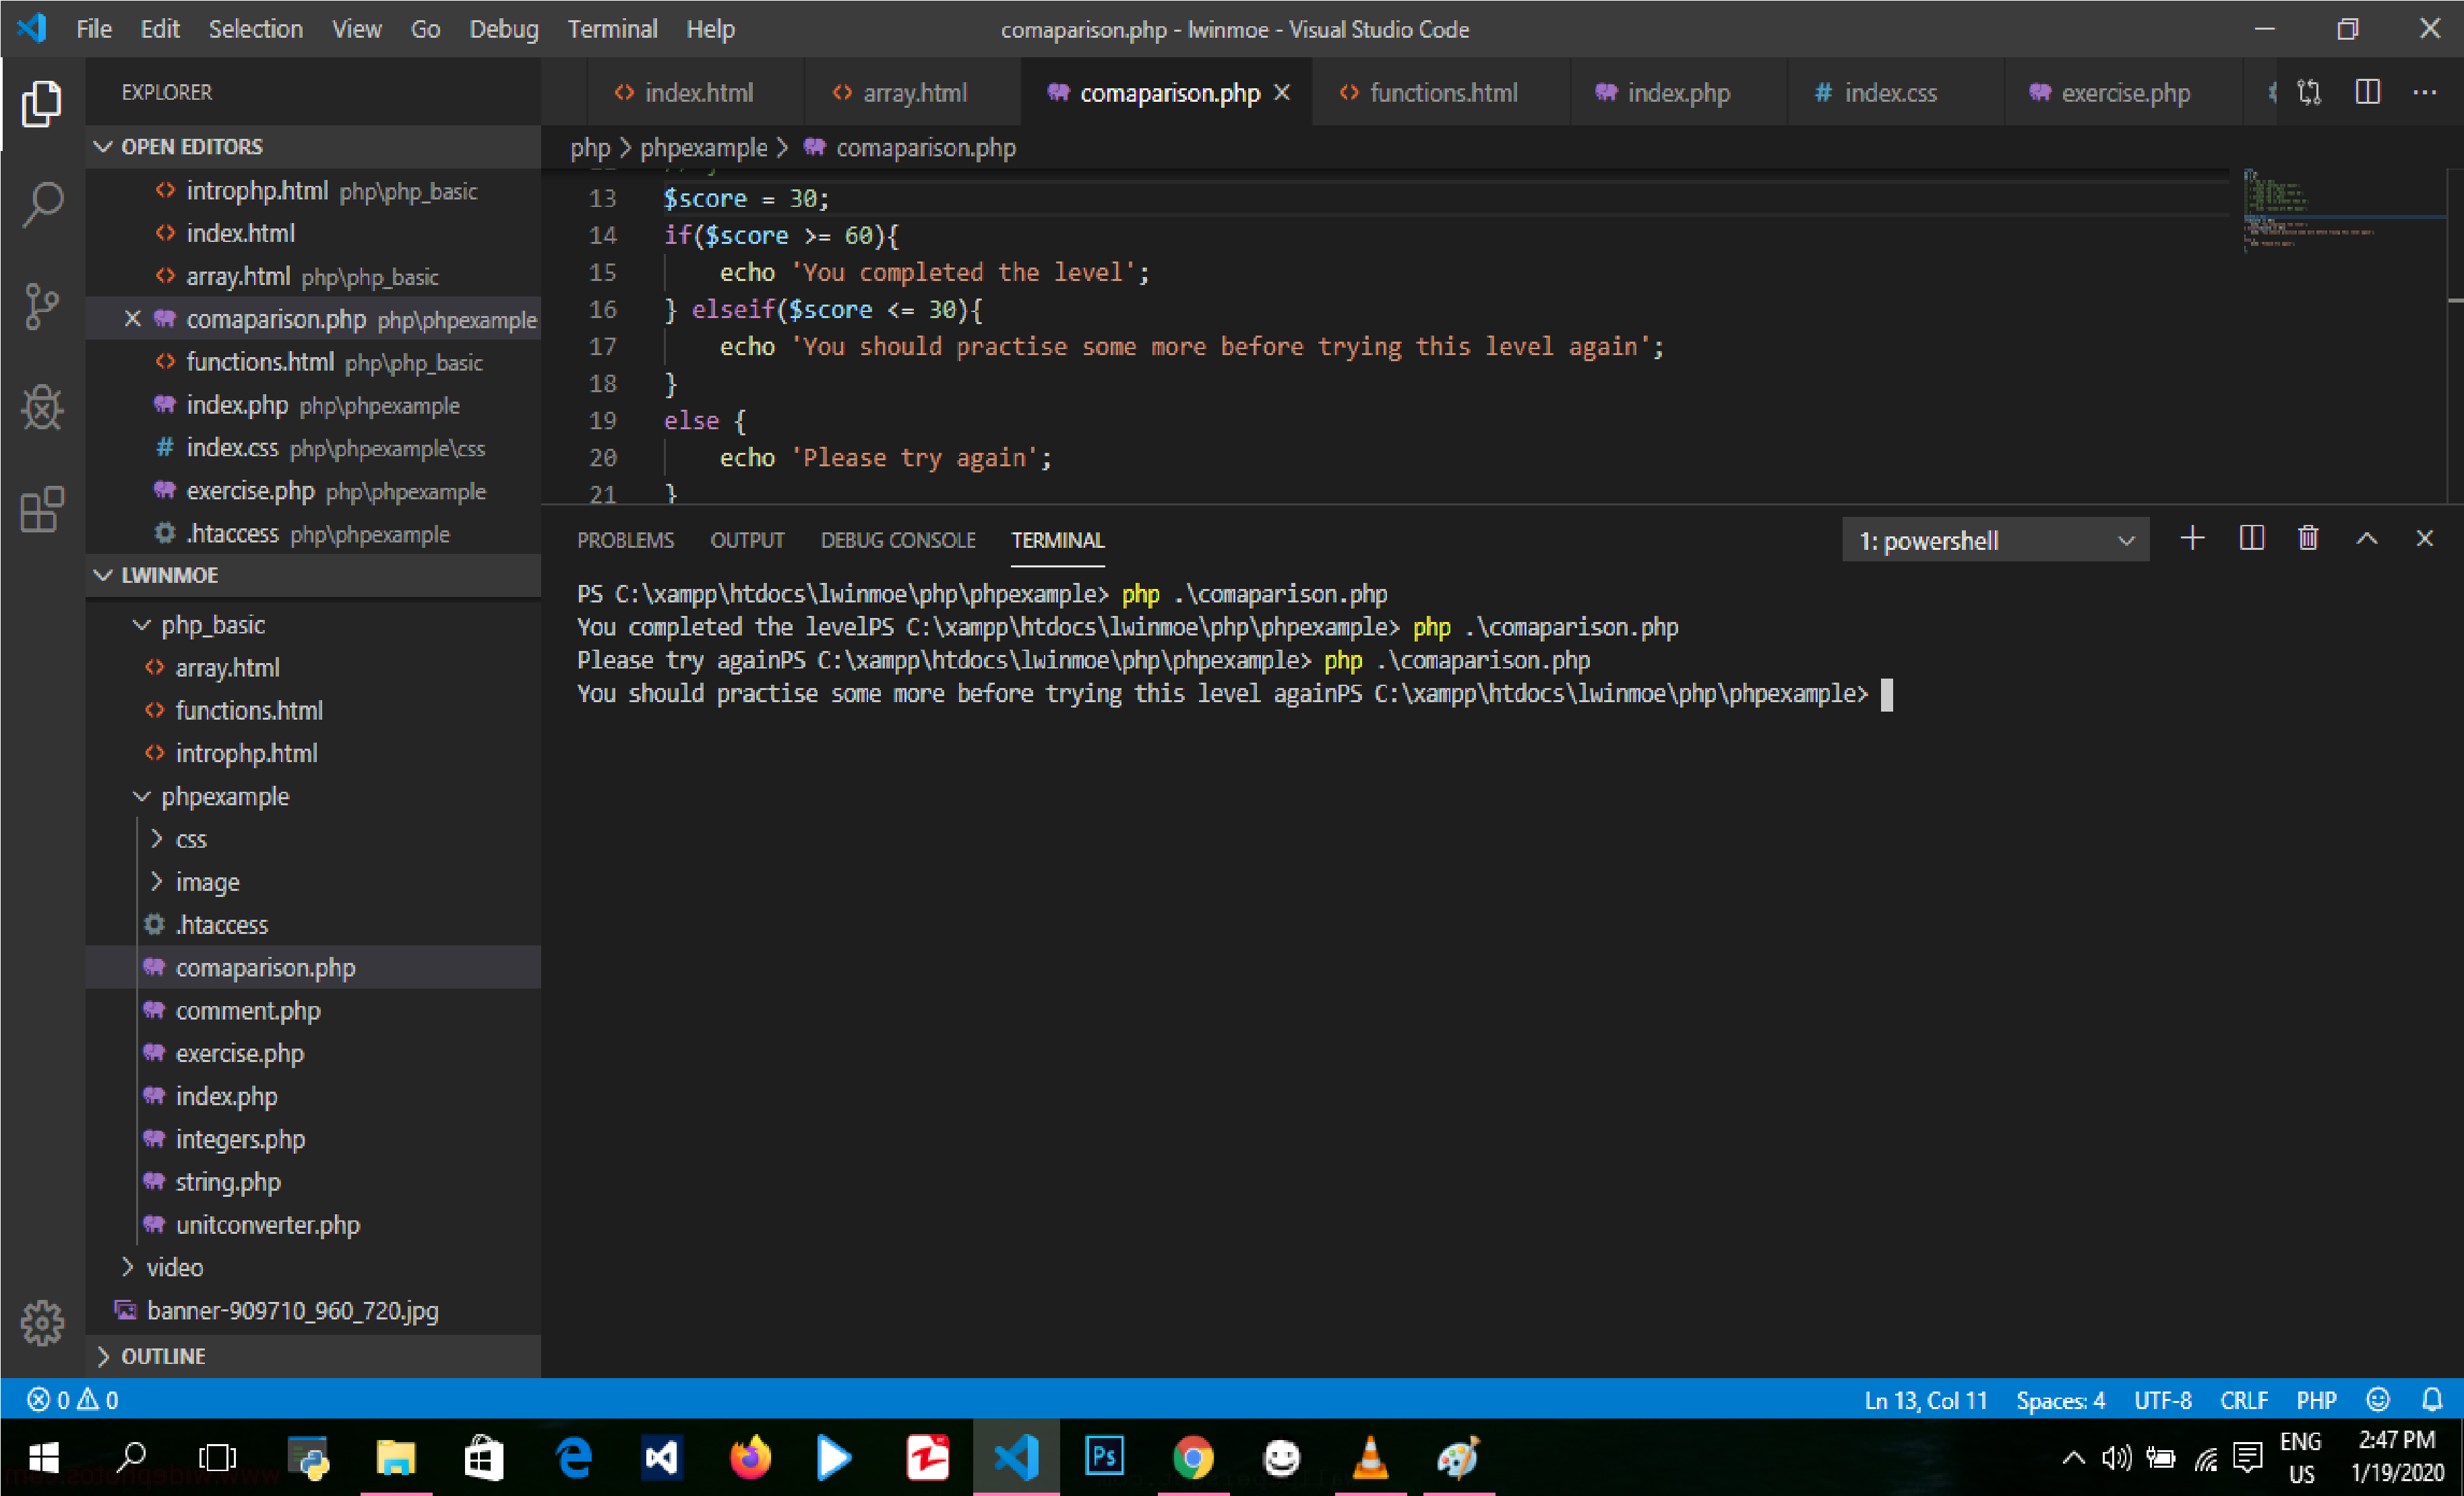 File Edit Selection View Go Debug Terminal Help comaparison.php - lwinmoe - Visual Studio Code
EXPLORER
index.html array.html comaparison.php functions.html index.php index.css exercise.php
OPEN EDITORS
php > phpexample > comaparison.php
introphp.html php\php_basic
index.html
array.html php\php_basic
comaparison.php php\phpexample
functions.html php\php_basic
index.php php\phpexample
index.css php\phpexample\css
exercise.php php\phpexample
.htaccess php\phpexample
13 $score = 30;
14 if($score >= 60){
15 echo 'You completed the level';
16 } elseif($score <= 30){
17 echo 'You should practise some more before trying this level again';
18 }
19 else {
20 echo 'Please try again';
21 }
LWINMOE
php_basic
array.html
functions.html
introphp.html
phpexample
css
image
.htaccess
comaparison.php
comment.php
exercise.php
index.php
integers.php
string.php
unitconverter.php
video
banner-909710_960_720.jpg
OUTLINE
PROBLEMS OUTPUT DEBUG CONSOLE TERMINAL 1: powershell
PS C:\xampp\htdocs\lwinmoe\php\phpexample> php .\comaparison.php
You completed the levelPS C:\xampp\htdocs\lwinmoe\php\phpexample> php .\comaparison.php
Please try againPS C:\xampp\htdocs\lwinmoe\php\phpexample> php .\comaparison.php
You should practise some more before trying this level againPS C:\xampp\htdocs\lwinmoe\php\phpexample>
0 0 Ln 13, Col 11 Spaces: 4 UTF-8 CRLF PHP
Ps
ENG
US
2:47 PM
1/19/2020